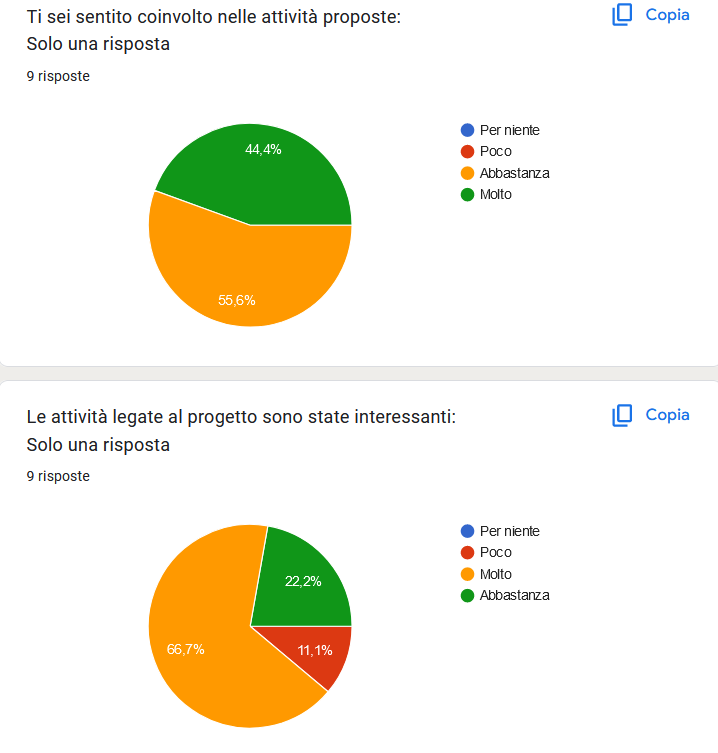 Ti sei sentito coinvolto nelle attività proposte:
Copia
Solo una risposta
9 risposte
44,4%
55,6%
Per niente
Poco
Abbastanza
Molto
Le attività legate al progetto sono state interessanti:
Copia
Solo una risposta
9 risposte
22,2%
66,7%
11,1%
Per niente
Poco
Molto
Abbastanza